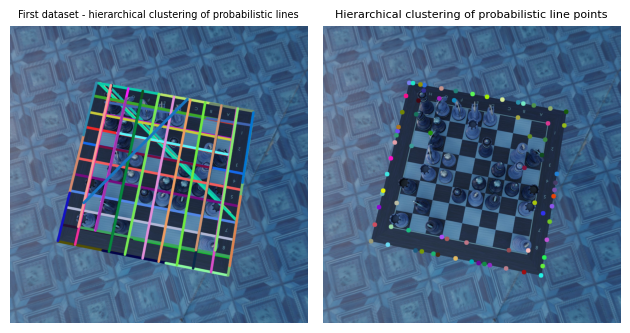 First dataset - hierarchical clustering of probabilistic lines
Hierarchical clustering of probabilistic line points